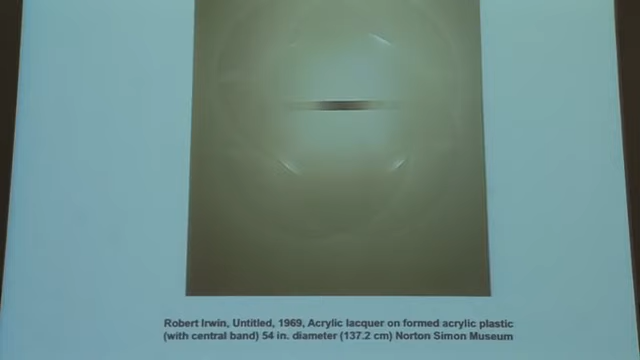 Robert Irwin, Untitled, 1969, Acrylic lacquer on formed acrylic plastic
(with central band) 54 in. diameter (137.2 cm) Norton Simon Museum